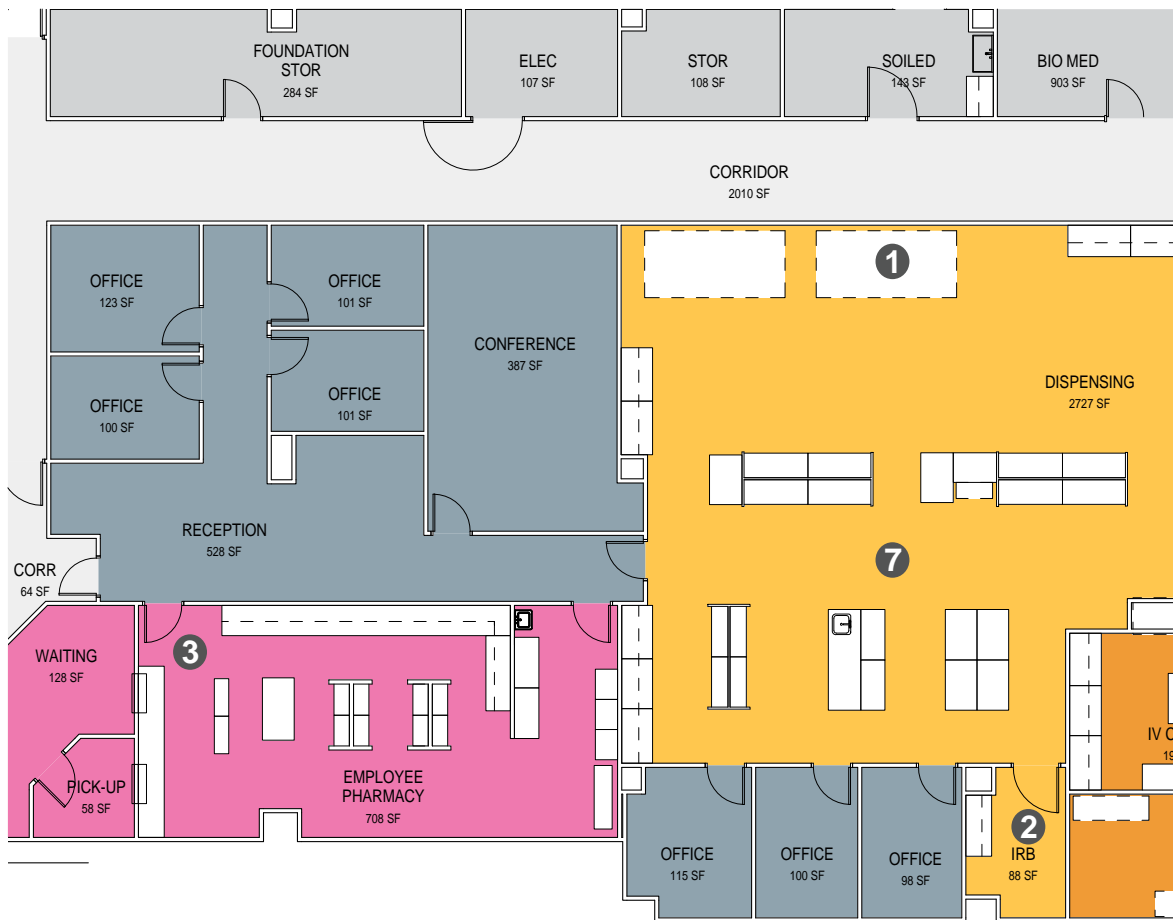 FOUNDATION
STOR
284 SF
ELEC
107 SF
STOR
108 SF
SOILED
143 SF
BIO MED
903 SF
CORRIDOR
2010 SF
1
OFFICE
123 SF
OFFICE
101 SF
CONFERENCE
387 SF
DISPENSING
2727 SF
OFFICE
100 SF
OFFICE
101 SF
RECEPTION
528 SF
7
CORR
64 SF
3
WAITING
128 SF
PICK-UP
58 SF
EMPLOYEE
PHARMACY
708 SF
IV C
19
2
OFFICE
115 SF
OFFICE
100 SF
OFFICE
98 SF
IRB
88 SF